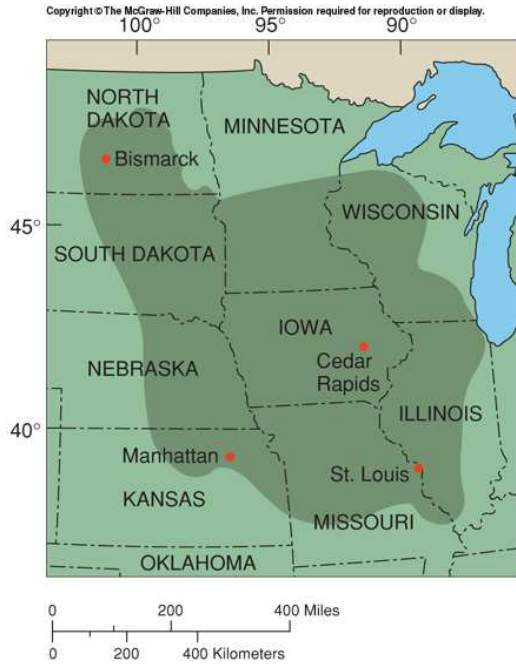 Copyright © The McGraw-Hill Companies, Inc. Permission required for reproduction or display.
100° 95° 90°
NORTH
DAKOTA
MINNESOTA
Bismarck
WISCONSIN
45°
SOUTH DAKOTA
IOWA
NEBRASKA
Cedar
Rapids
ILLINOIS
40°
Manhattan
St. Louis
KANSAS
MISSOURI
OKLAHOMA
0 200 400 Miles
0 200 400 Kilometers